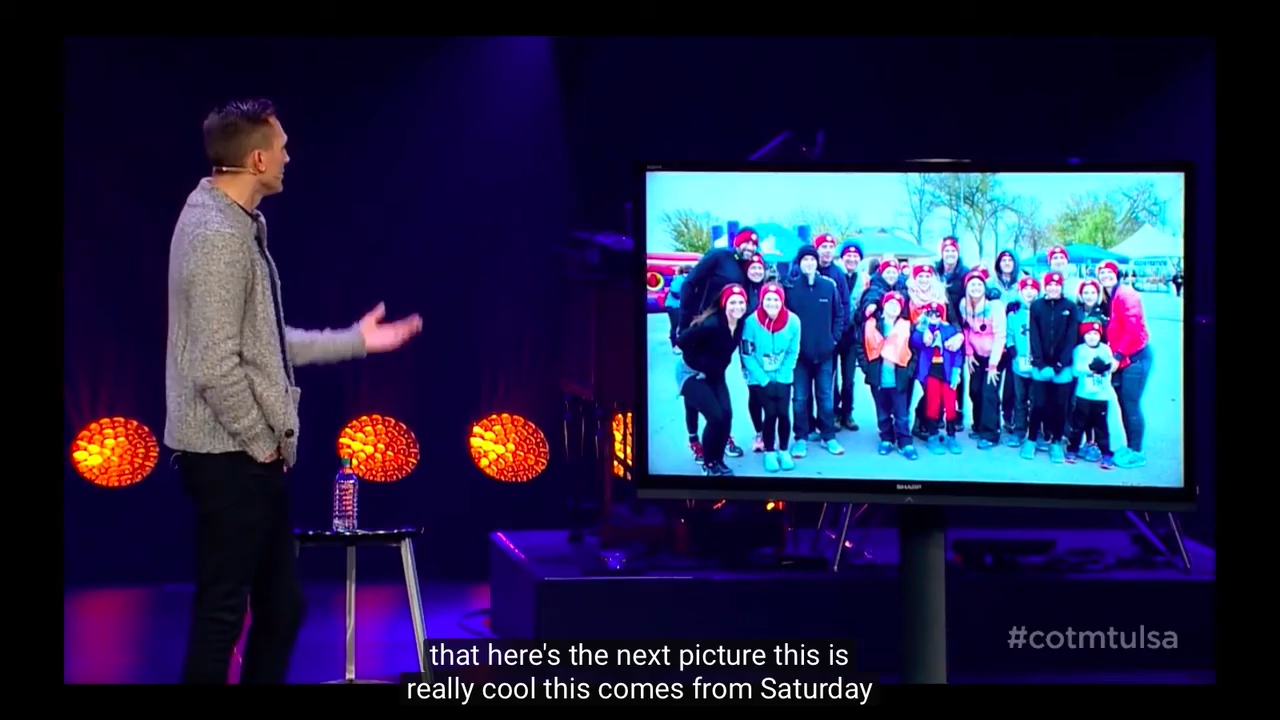 SHARP
#cotmtulsa
that here's the next picture this is
really cool this comes from Saturday